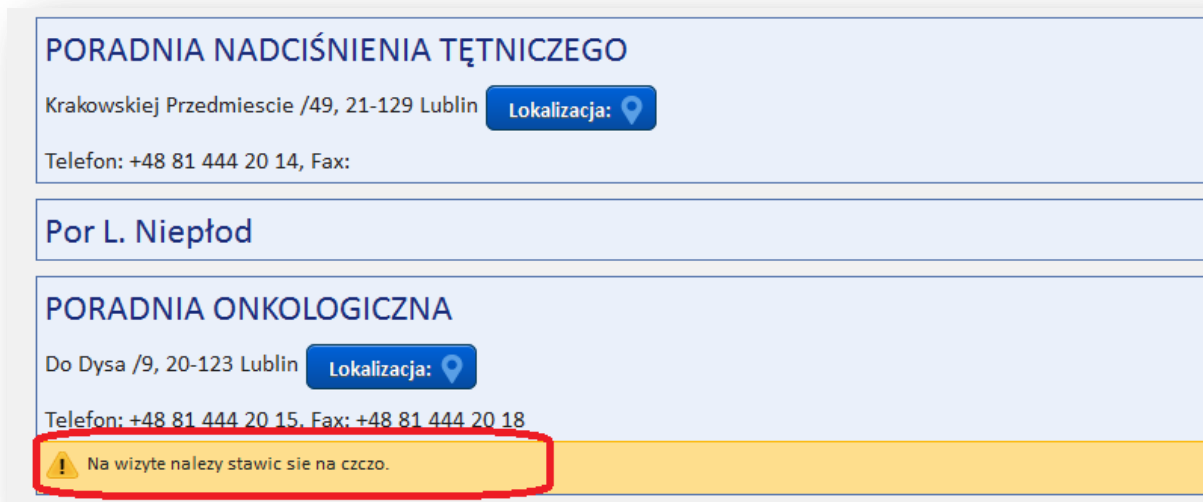 PORADNIA NADCIŚNIENIA TĘTNICZEGO
Krakowskiej Przedmiescie /49, 21-129 Lublin Lokalizacja:
Telefon: +48 81 444 20 14, Fax:
Por L. Niepłod
PORADNIA ONKOLOGICZNA
Do Dysa /9, 20-123 Lublin Lokalizacja:
Telefon: +48 81 444 20 15, Fax: +48 81 444 20 18
Na wizyte nalezy stawic sie na czczo.